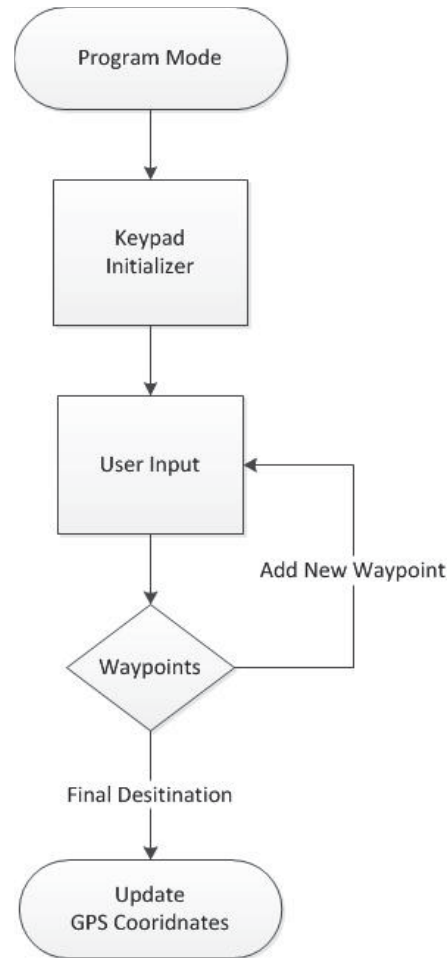 Program Mode
Keypad
Initializer
User Input
Add New Waypoint
Waypoints
Final Desitination
Update
GPS Cooridnates